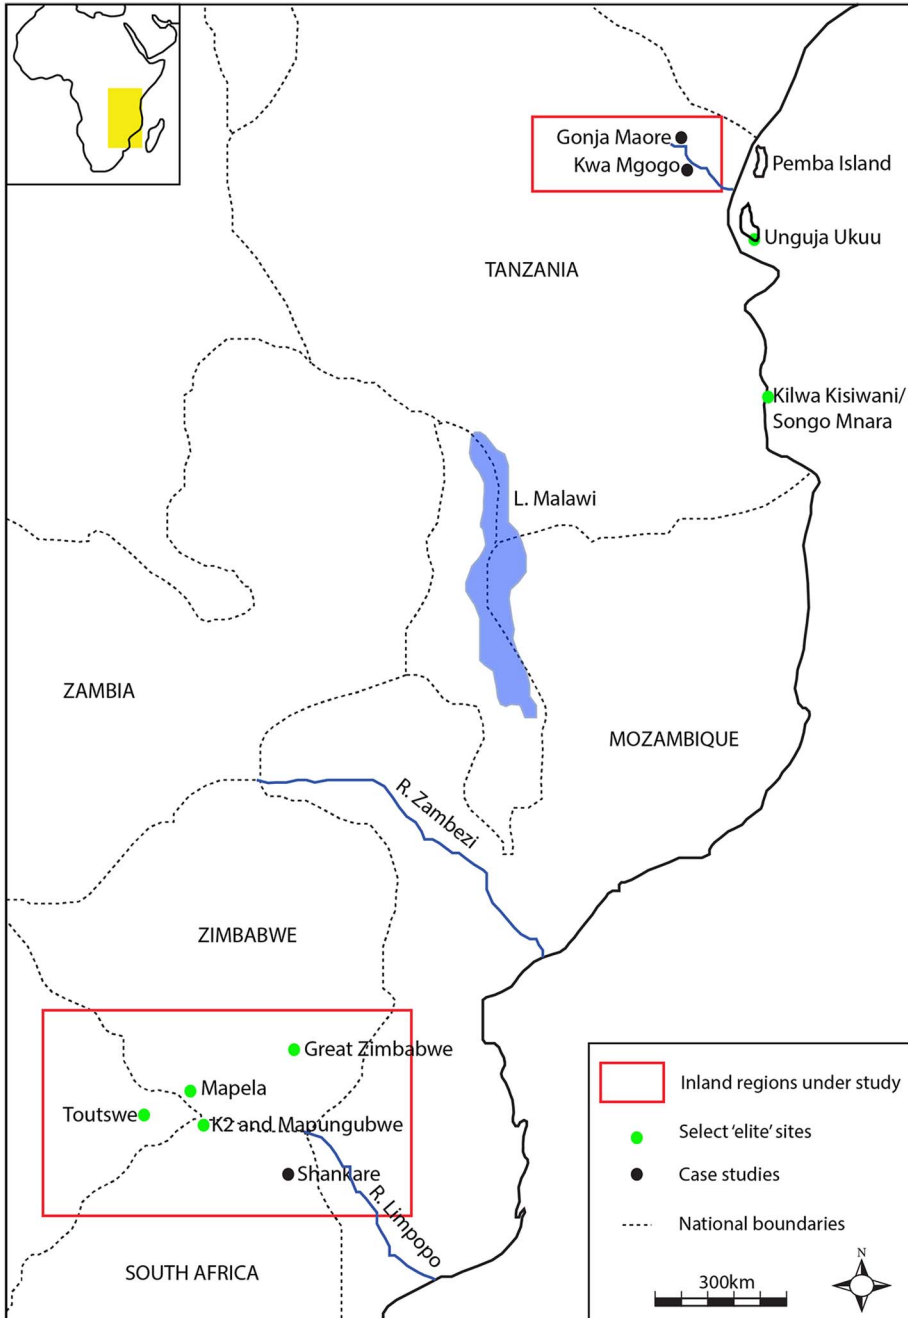 Gonja Maore
Kwa Mgogo
Pemba Island
Unguja Ukuu
TANZANIA
Kilwa Kisiwani/
Songo Mnara
L. Malawi
ZAMBIA
MOZAMBIQUE
R. Zambezi
ZIMBABWE
Great Zimbabwe
Mapela
Toutswe
K2 and Mapungubwe
Shankare
R. Limpopo
SOUTH AFRICA
Inland regions under study
Select ‘elite’ sites
Case studies
National boundaries
300km
N